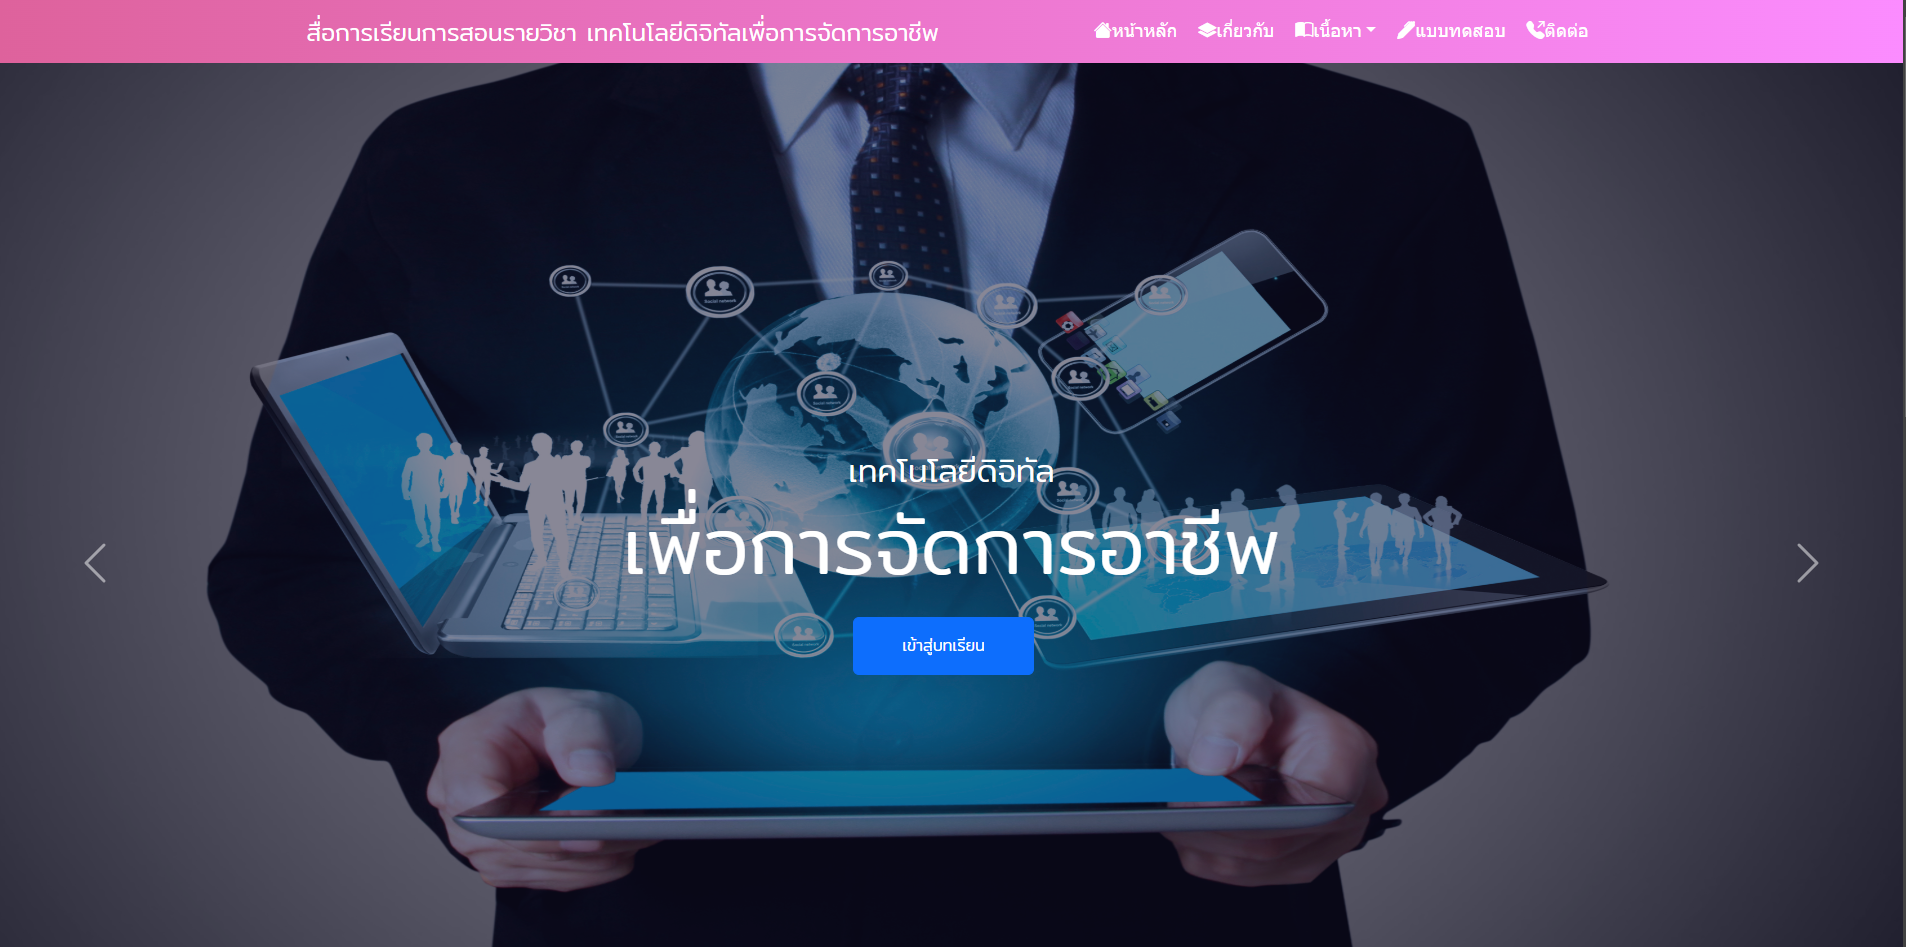 สื่อการเรียนการสอนรายวิชา เทคโนโลยีดิจิทัลเพื่อการจัดการอาชีพ
หน้าหลัก เกี่ยวกับ เนื้อหา แบบทดสอบ ติดต่อ
เทคโนโลยีดิจิทัล
เพื่อการจัดการอาชีพ
เข้าสู่บทเรียน